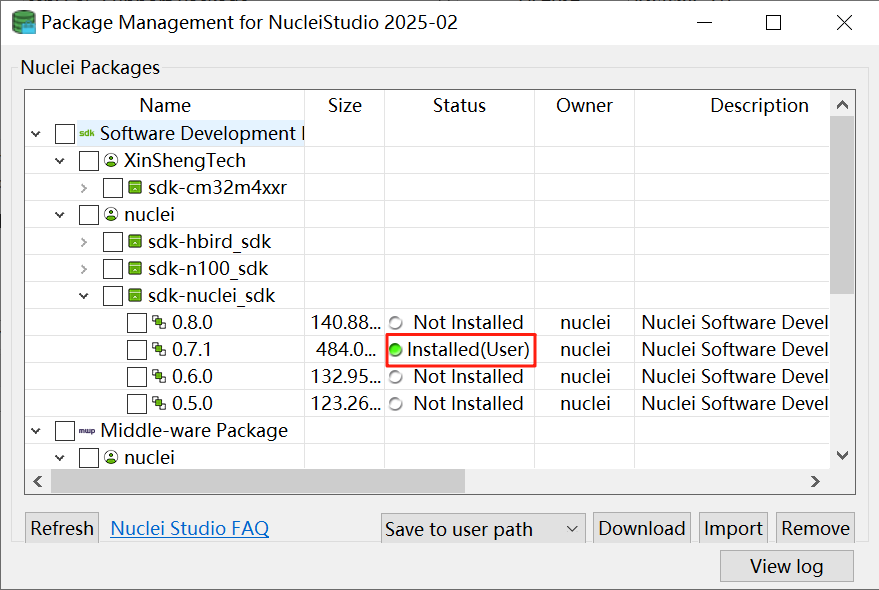 Package Management for NucleiStudio 2025-02
Nuclei Packages
Name Size Status Owner Description
sdk Software Development
XinShengTech
sdk-cm32m4xxr
nuclei
sdk-hbird_sdk
sdk-n100_sdk
sdk-nuclei_sdk
0.8.0 140.88... Not Installed nuclei Nuclei Software Devel
0.7.1 484.0... Installed(User) nuclei Nuclei Software Devel
0.6.0 132.95... Not Installed nuclei Nuclei Software Devel
0.5.0 123.26... Not Installed nuclei Nuclei Software Devel
mwp Middle-ware Package
nuclei
Refresh Nuclei Studio FAQ Save to user path Download Import Remove
View log